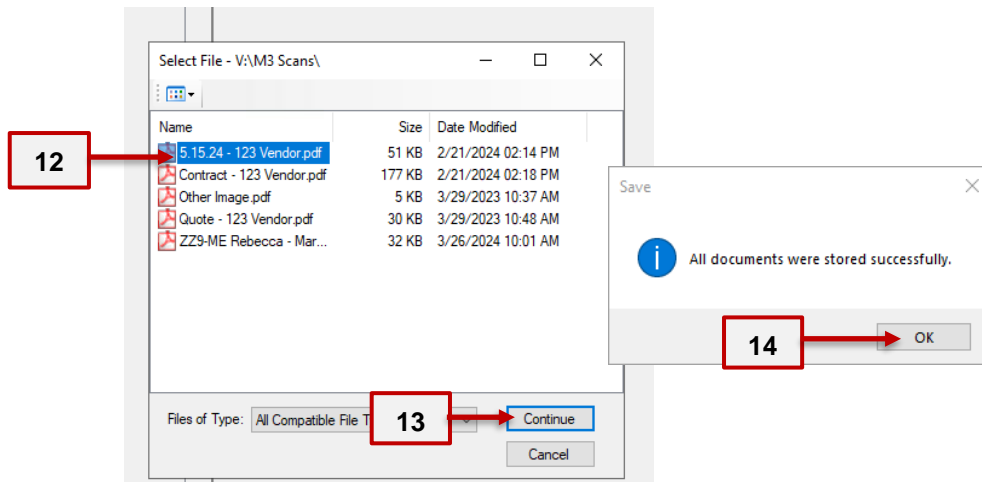 Select File - V:\M3 Scans\
Name Size Date Modified
5.15.24 - 123 Vendor.pdf 51 KB 2/21/2024 02:14 PM
Contract - 123 Vendor.pdf 177 KB 2/21/2024 02:18 PM
Other Image.pdf 5 KB 3/29/2023 10:37 AM
Quote - 123 Vendor.pdf 30 KB 3/29/2023 10:48 AM
ZZ9-ME Rebecca - Mar... 32 KB 3/26/2024 10:01 AM
12
Save
All documents were stored successfully.
14
OK
Files of Type: All Compatible File T
13
Continue
Cancel